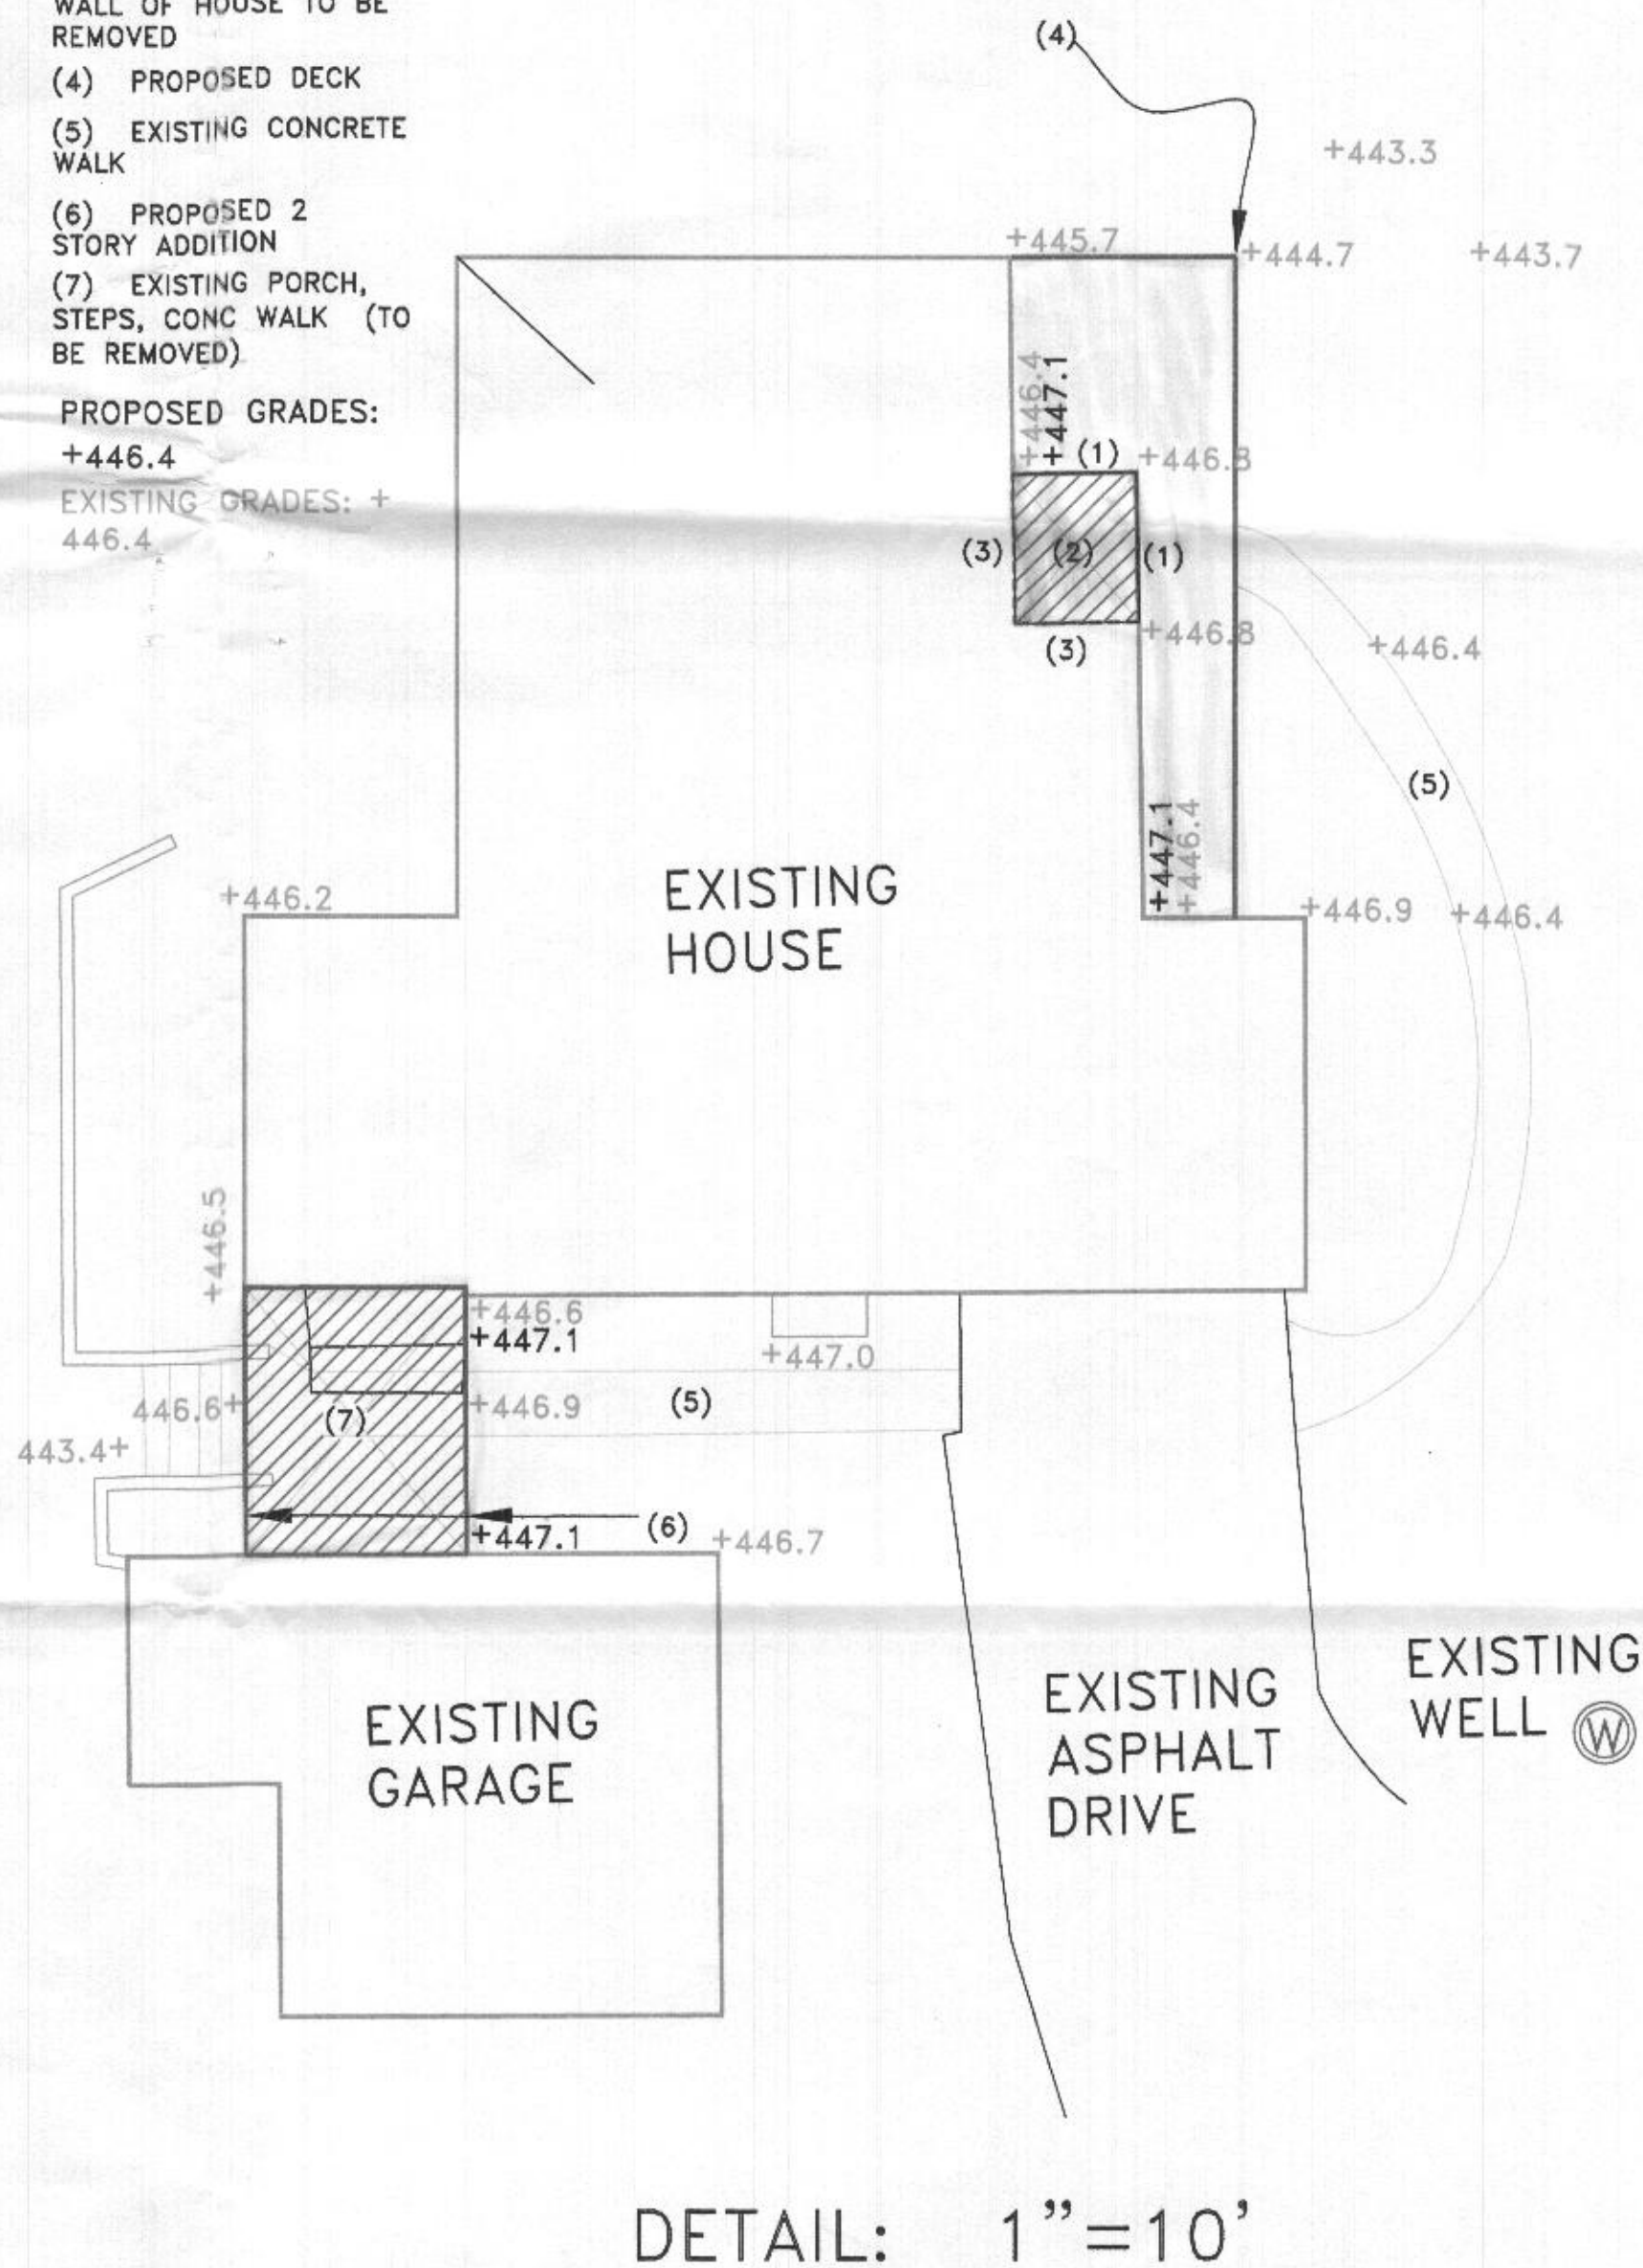 WALL OF HOUSE TO BE
REMOVED
(4) PROPOSED DECK
(5) EXISTING CONCRETE
WALK
(6) PROPOSED 2
STORY ADDITION
(7) EXISTING PORCH,
STEPS, CONC WALK (TO
BE REMOVED)
PROPOSED GRADES:
+446.4
EXISTING GRADES: +
446.4
(4)
+443.3
+445.7
+444.7
+443.7
+446.4
+447.1
(1)
+446.8
(3)
(2)
(1)
+446.8
(3)
+446.4
(5)
+447.1
+446.4
+446.2
EXISTING
HOUSE
+446.9
+446.4
+446.5
+446.6
+447.1
+447.0
446.6+
(7)
+446.9
(5)
443.4+
(6)
+447.1
+446.7
EXISTING
GARAGE
EXISTING
ASPHALT
DRIVE
EXISTING
WELL W
DETAIL: 1"=10'